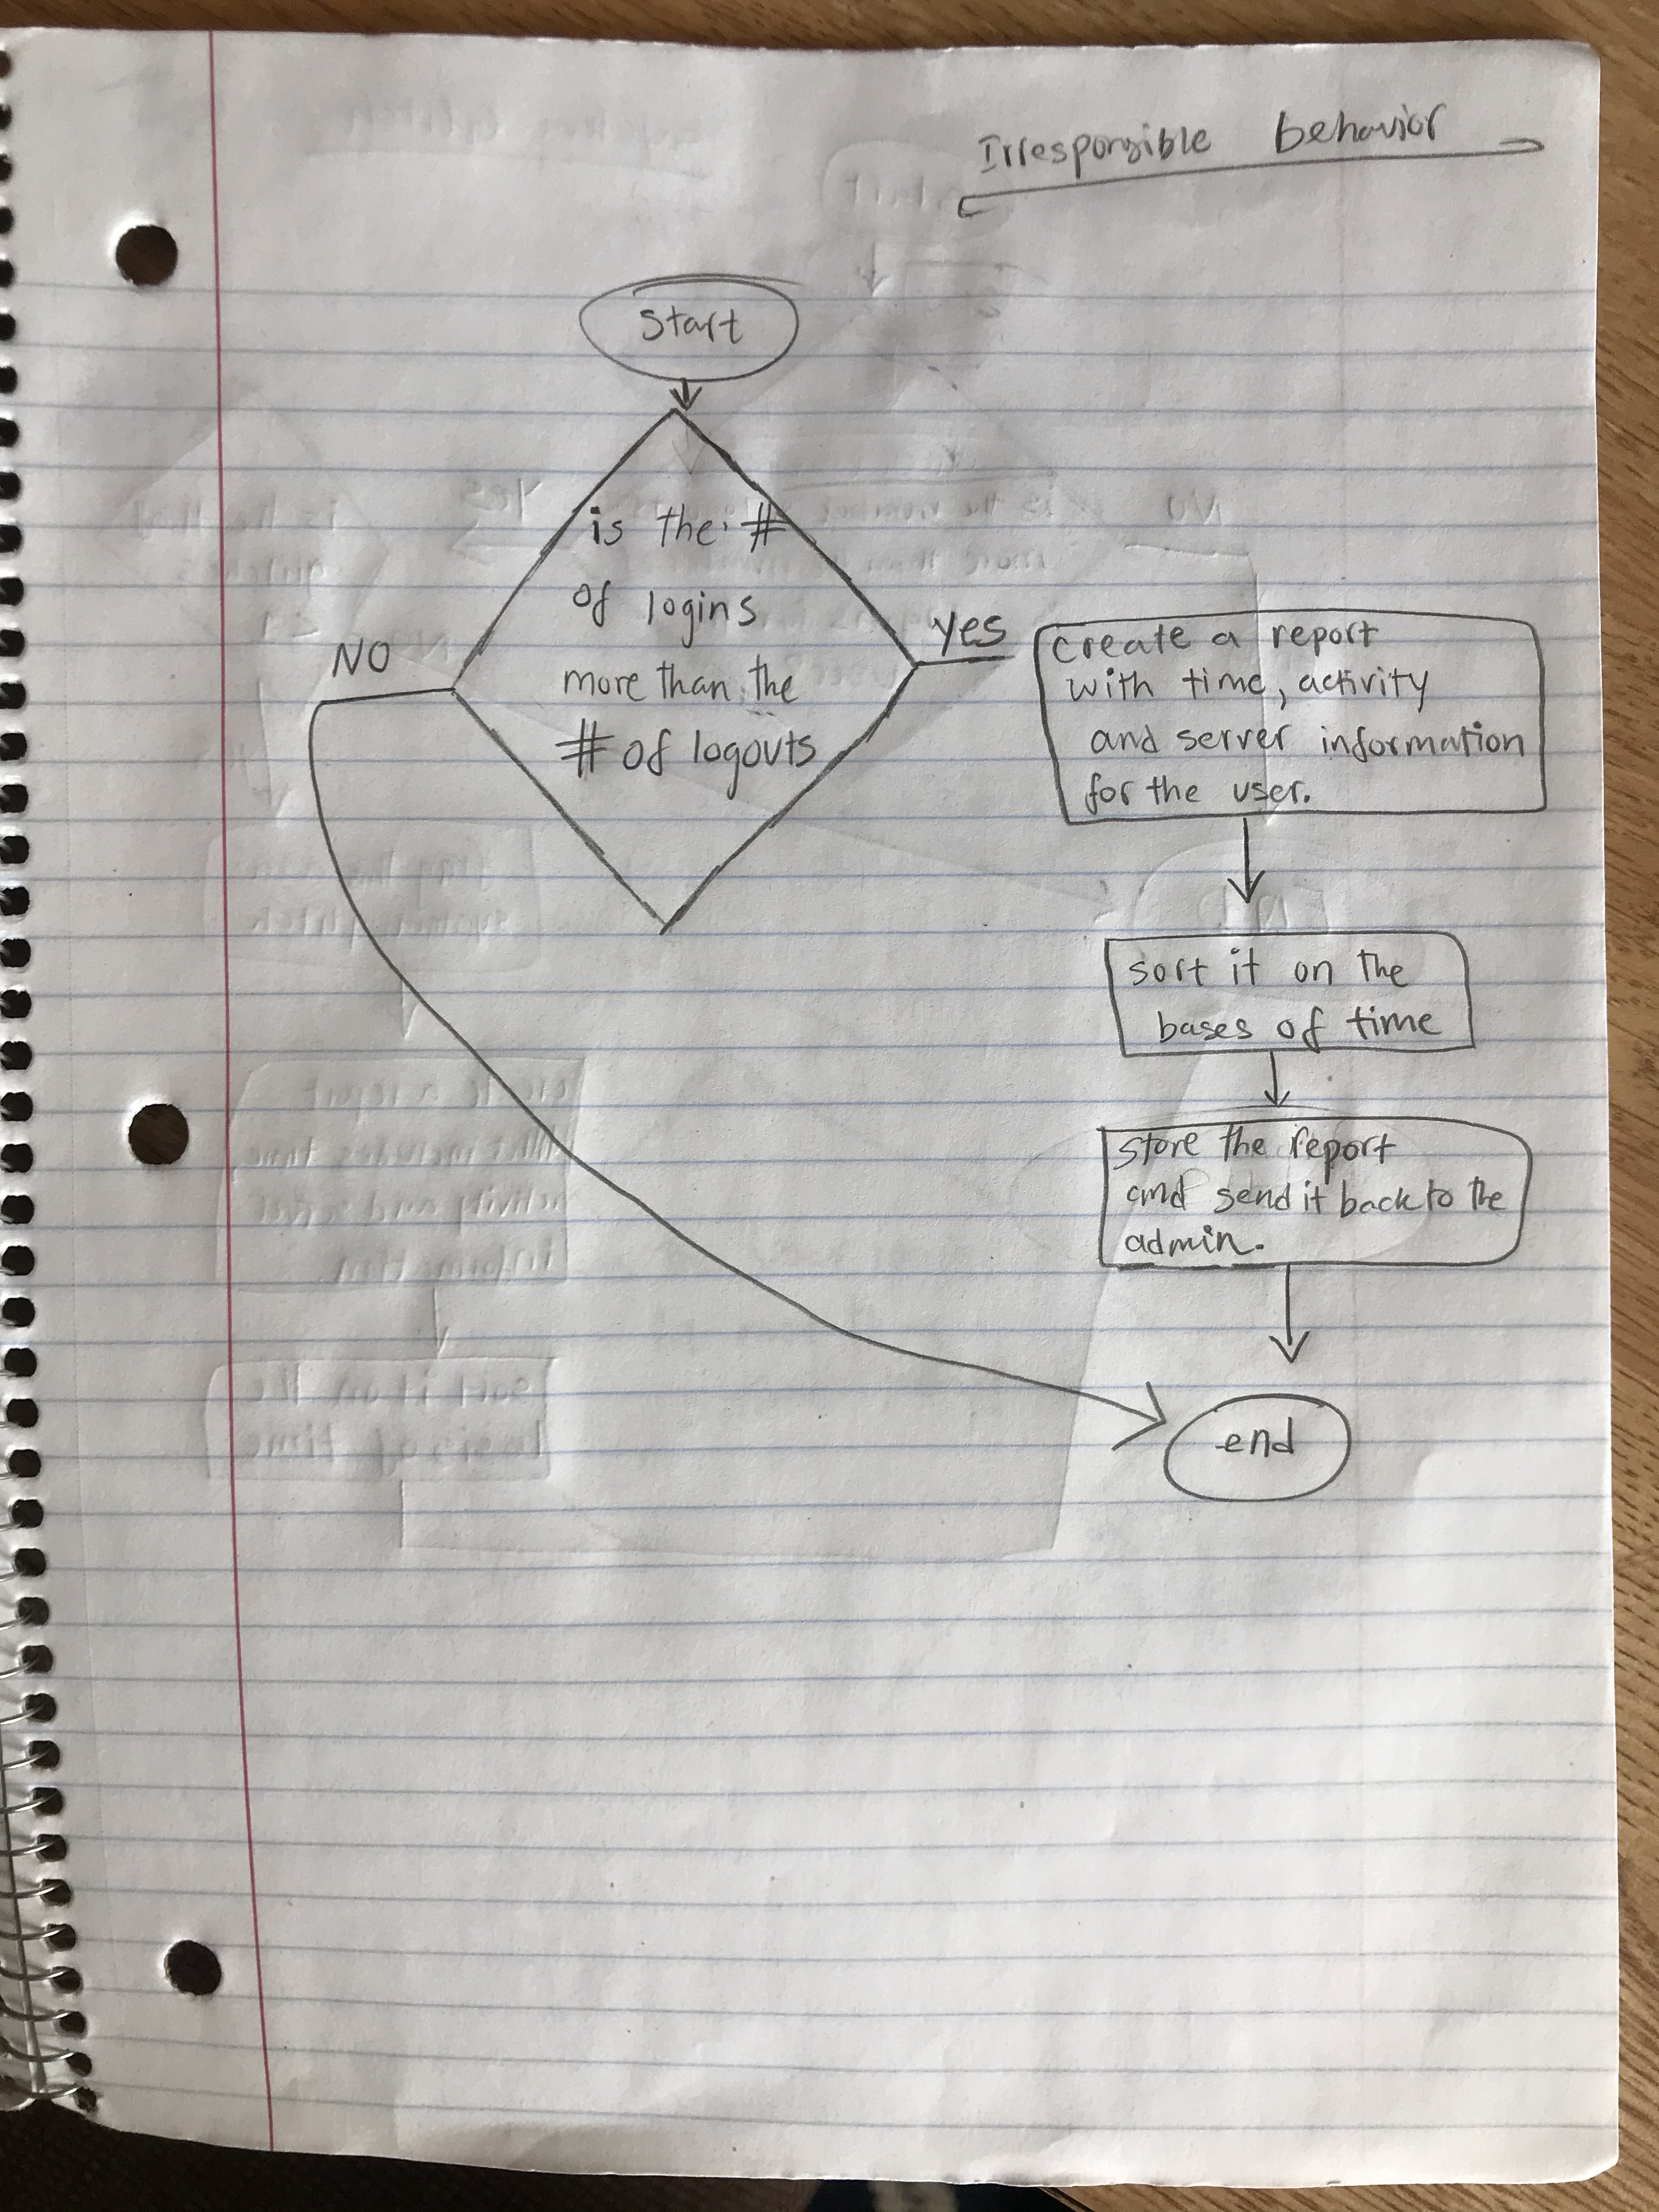 Irresponsible behavior
Start
is the #
of logins
more than the
# of logouts
NO
yes
create a report
with time, activity
and server information
for the user.
sort it on the
bases of time
store the report
and send it back to the
admin.
end